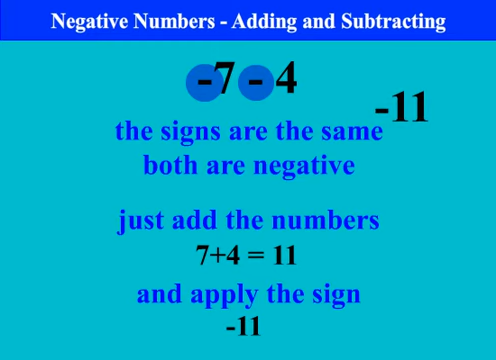 Negative Numbers - Adding and Subtracting
-7 - 4
-11
the signs are the same
both are negative
just add the numbers
7+4 = 11
and apply the sign
-11